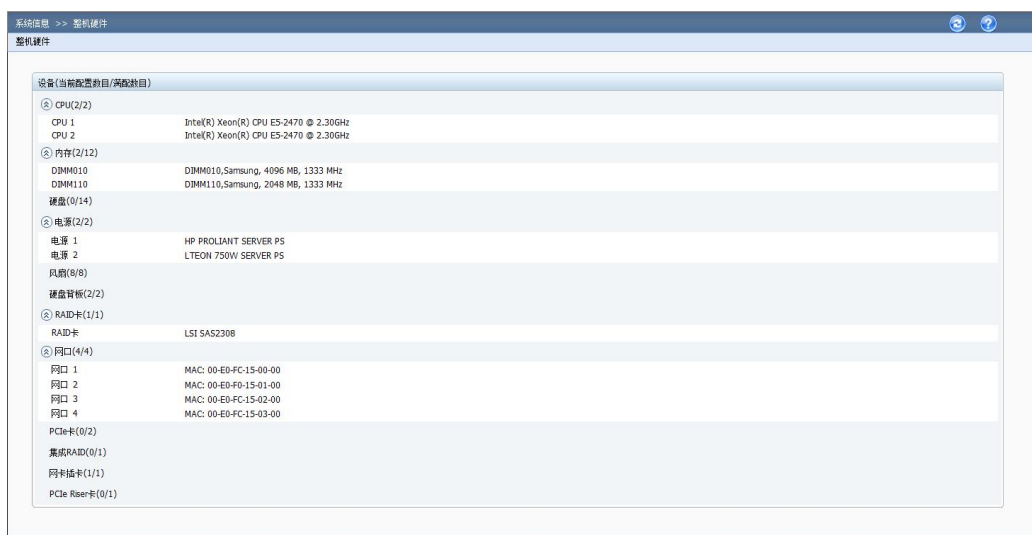 系统信息 >> 整机硬件
整机硬件
设备(当前配置数目/满配数目)
CPU(2/2)
CPU 1 Intel(R) Xeon(R) CPU E5-2470 @ 2.30GHz
CPU 2 Intel(R) Xeon(R) CPU E5-2470 @ 2.30GHz
内存(2/12)
DIMM010 DIMM010,Samsung, 4096 MB, 1333 MHz
DIMM110 DIMM110,Samsung, 2048 MB, 1333 MHz
硬盘(0/14)
电源(2/2)
电源 1 HP PROLIANT SERVER PS
电源 2 LTEON 750W SERVER PS
风扇(8/8)
硬盘背板(2/2)
RAID卡(1/1)
RAID卡 LSI SAS2308
网口(4/4)
网口 1 MAC: 00-E0-FC-15-00-00
网口 2 MAC: 00-E0-F0-15-01-00
网口 3 MAC: 00-E0-FC-15-02-00
网口 4 MAC: 00-E0-FC-15-03-00
PCIe卡(0/2)
集成RAID(0/1)
网卡插卡(1/1)
PCIe Riser卡(0/1)